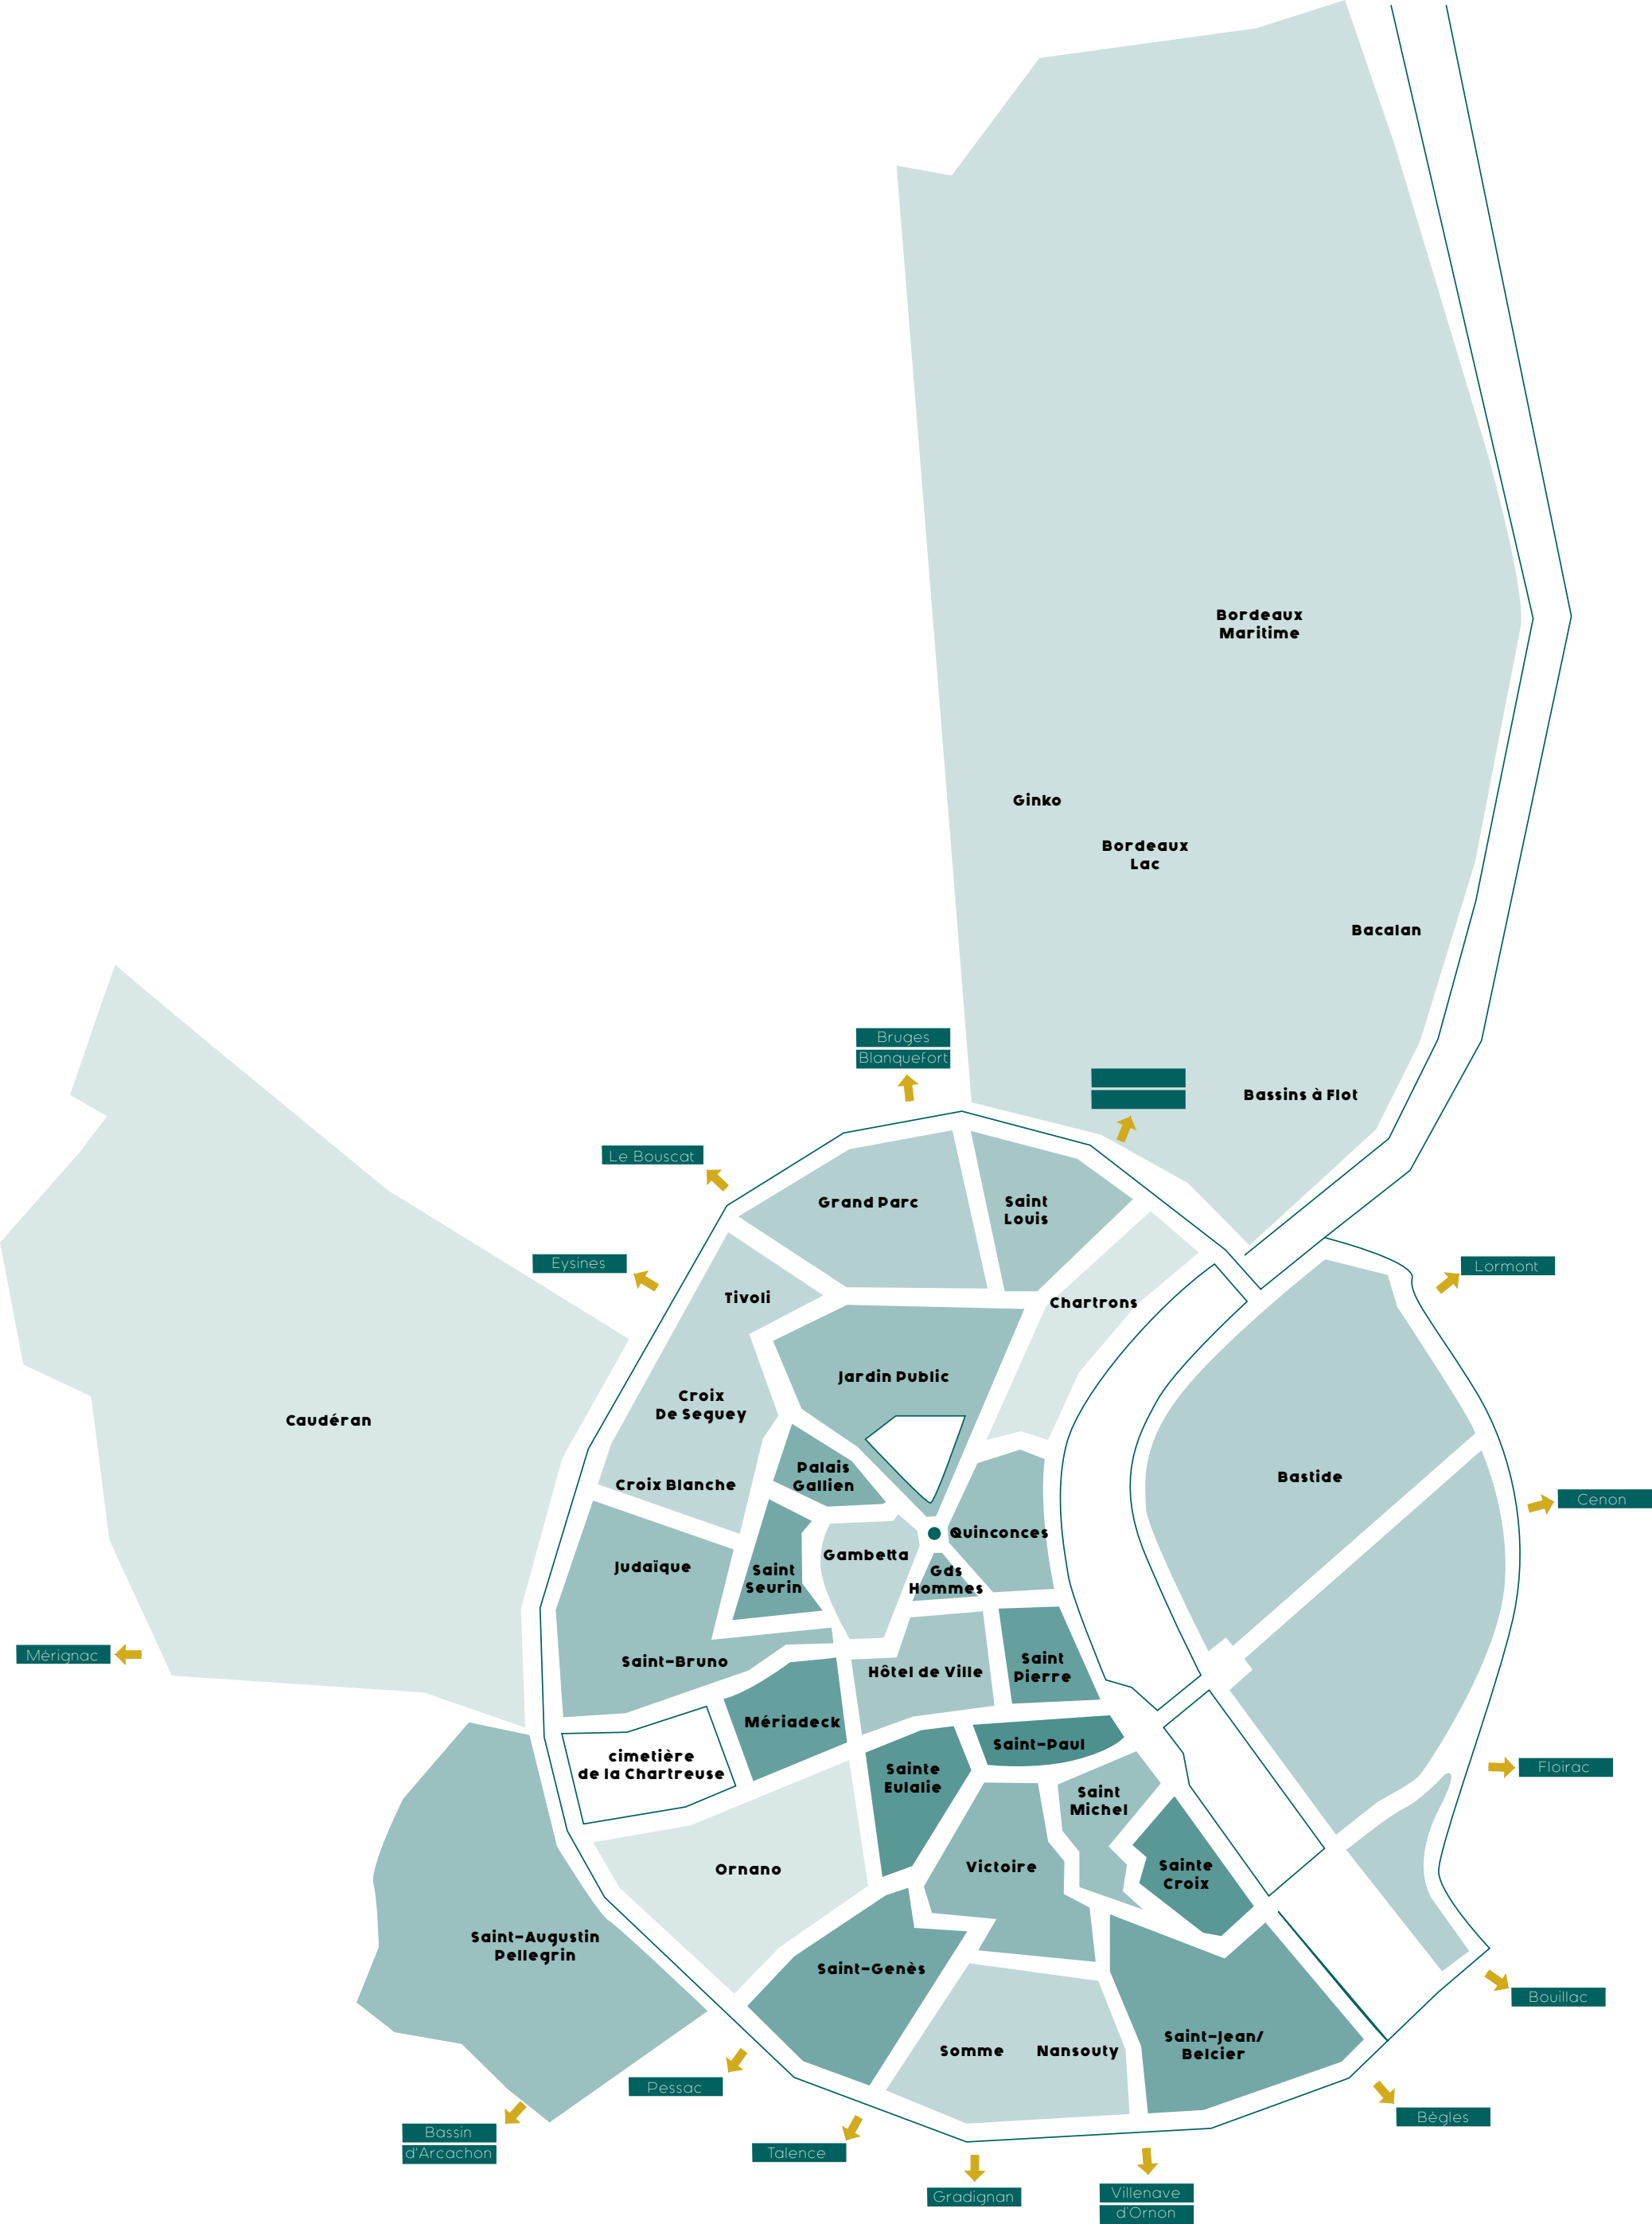 Bordeaux
Maritime
Ginko
Bordeaux
Lac
Bacalan
Bruges
Blanquefort
Bassins à Flot
Le Bouscat
Grand Parc
Saint
Louis
Eysines
Lormont
Tivoli
Chartrons
Jardin Public
Croix
De Seguey
Caudéran
Palais
Gallien
Croix Blanche
Bastide
Cenon
Quinconces
Gambetta
Judaïque
Saint
Seurin
Gds
Hommes
Mérignac
Saint-Bruno
Hôtel de Ville
Saint
Pierre
Mériadeck
Saint-Paul
cimetière
de la Chartreuse
Sainte
Eulalie
Floirac
Saint
Michel
Ornano
Victoire
Sainte
Croix
Saint-Augustin
Pellegrin
Saint-Genès
Bouillac
Somme
Nansouty
Saint-Jean/
Belcier
Pessac
Bègles
Bassin
d'Arcachon
Talence
Gradignan
Villenave
d'Ornon